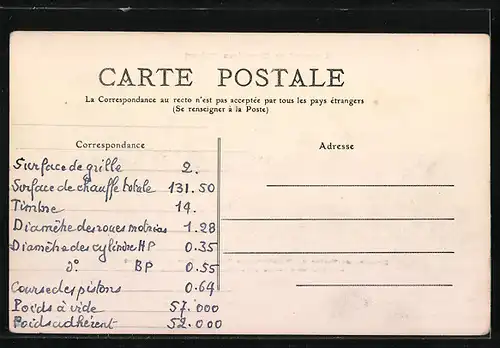 CARTE POSTALE
La Correspondance au recto n'est pas acceptée par tous les pays étrangers
(Se renseigner à la Poste)
Correspondance
Adresse
Surface de grille 2.
Surface de chauffe totale 131.50
Timbre 14.
Diamètre des roues motrices 1.28
Diamètre des cylindre HP 0.35
do BP 0.55
Course des pistons 0.64
Poids à vide 57.000
Poids adhérent 52.000